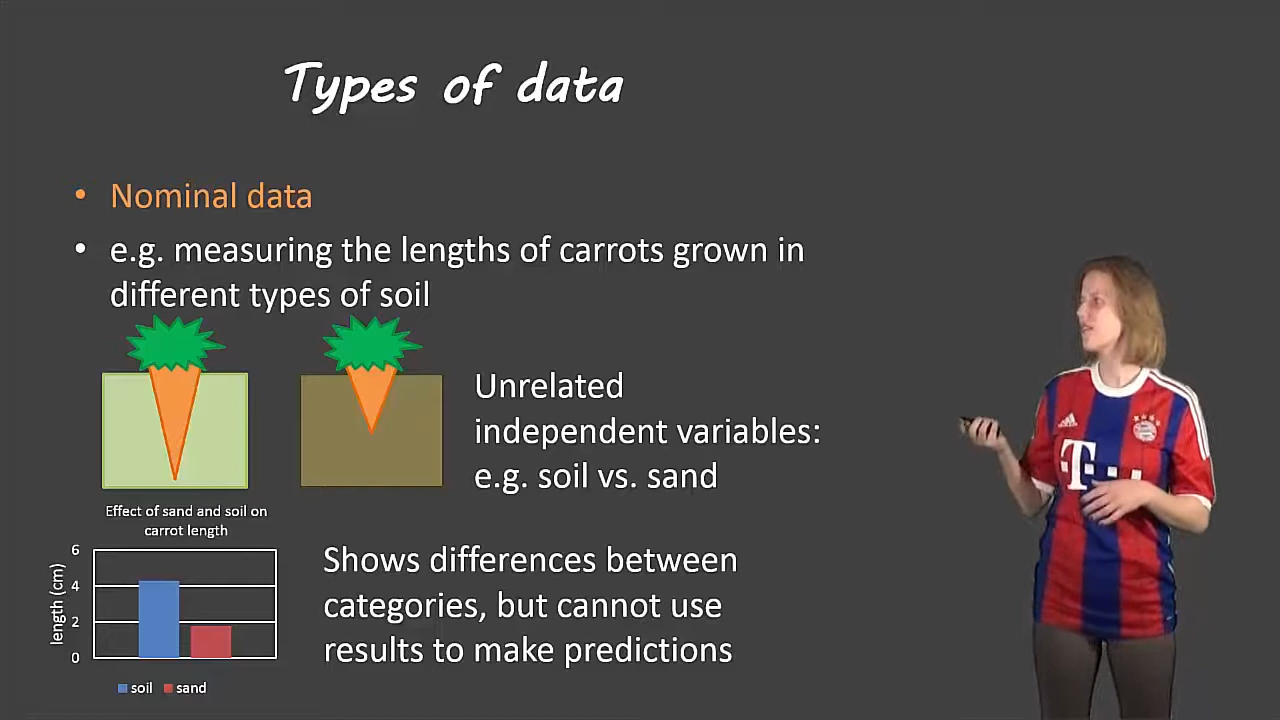 Types of data
• Nominal data
• e.g. measuring the lengths of carrots grown in
different types of soil
Unrelated
independent variables:
e.g. soil vs. sand
Effect of sand and soil on
carrot length
length (cm)
6
4
2
0
soil sand
Shows differences between
categories, but cannot use
results to make predictions
T